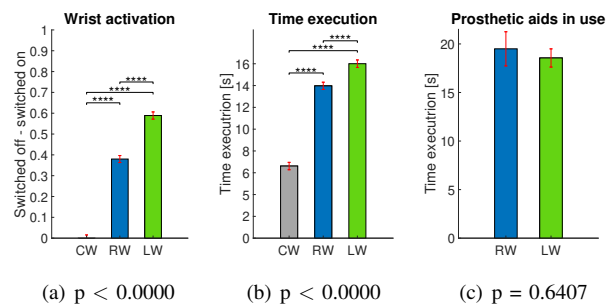 Wrist activation
Switched off - switched on
1
0.9
0.8
0.7
0.6
0.5
0.4
0.3
0.2
0.1
0
****
****
****
CW RW LW
(a) p < 0.0000
Time execution
Time executrion [s]
16
14
12
10
8
6
4
2
0
****
****
****
CW RW LW
(b) p < 0.0000
Prosthetic aids in use
Time executrion [s]
20
15
10
5
0
RW LW
(c) p = 0.6407